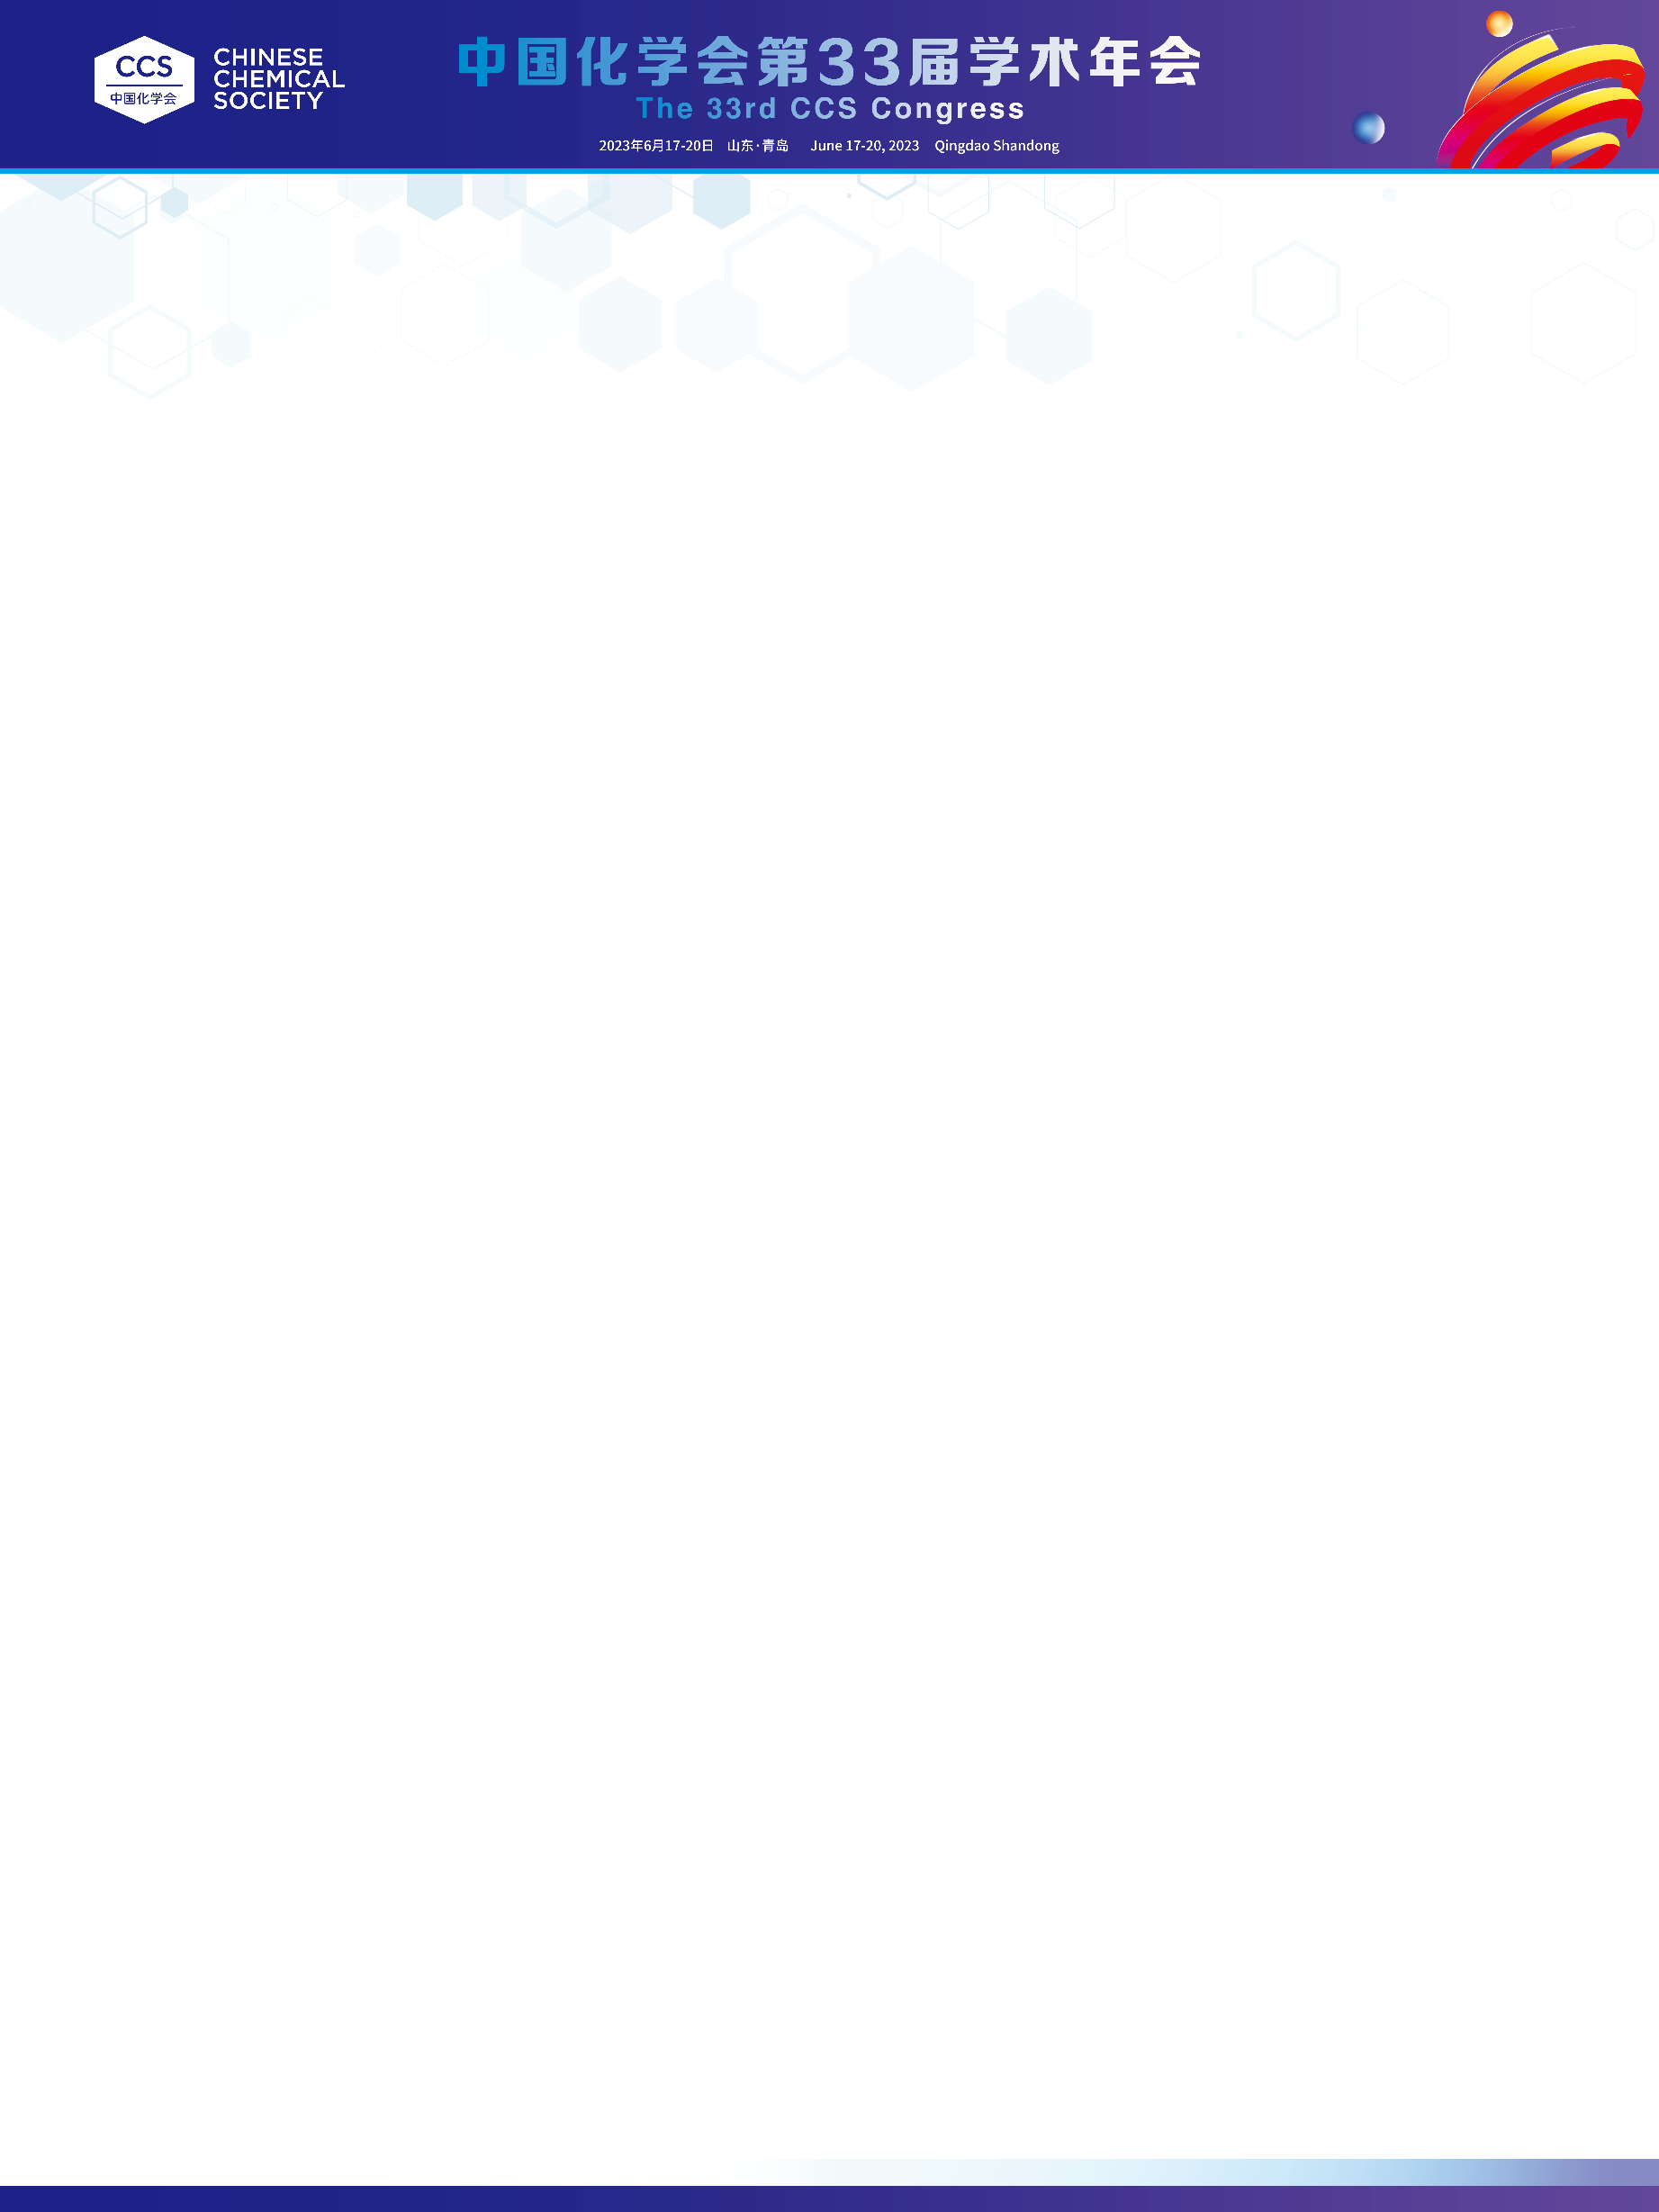 CCS
中国化学会
CHINESE
CHEMICAL
SOCIETY
中国化学会第33届学术年会
The 33rd CCS Congress
2023年6月17-20日 山东·青岛 June 17-20, 2023 Qingdao Shandong